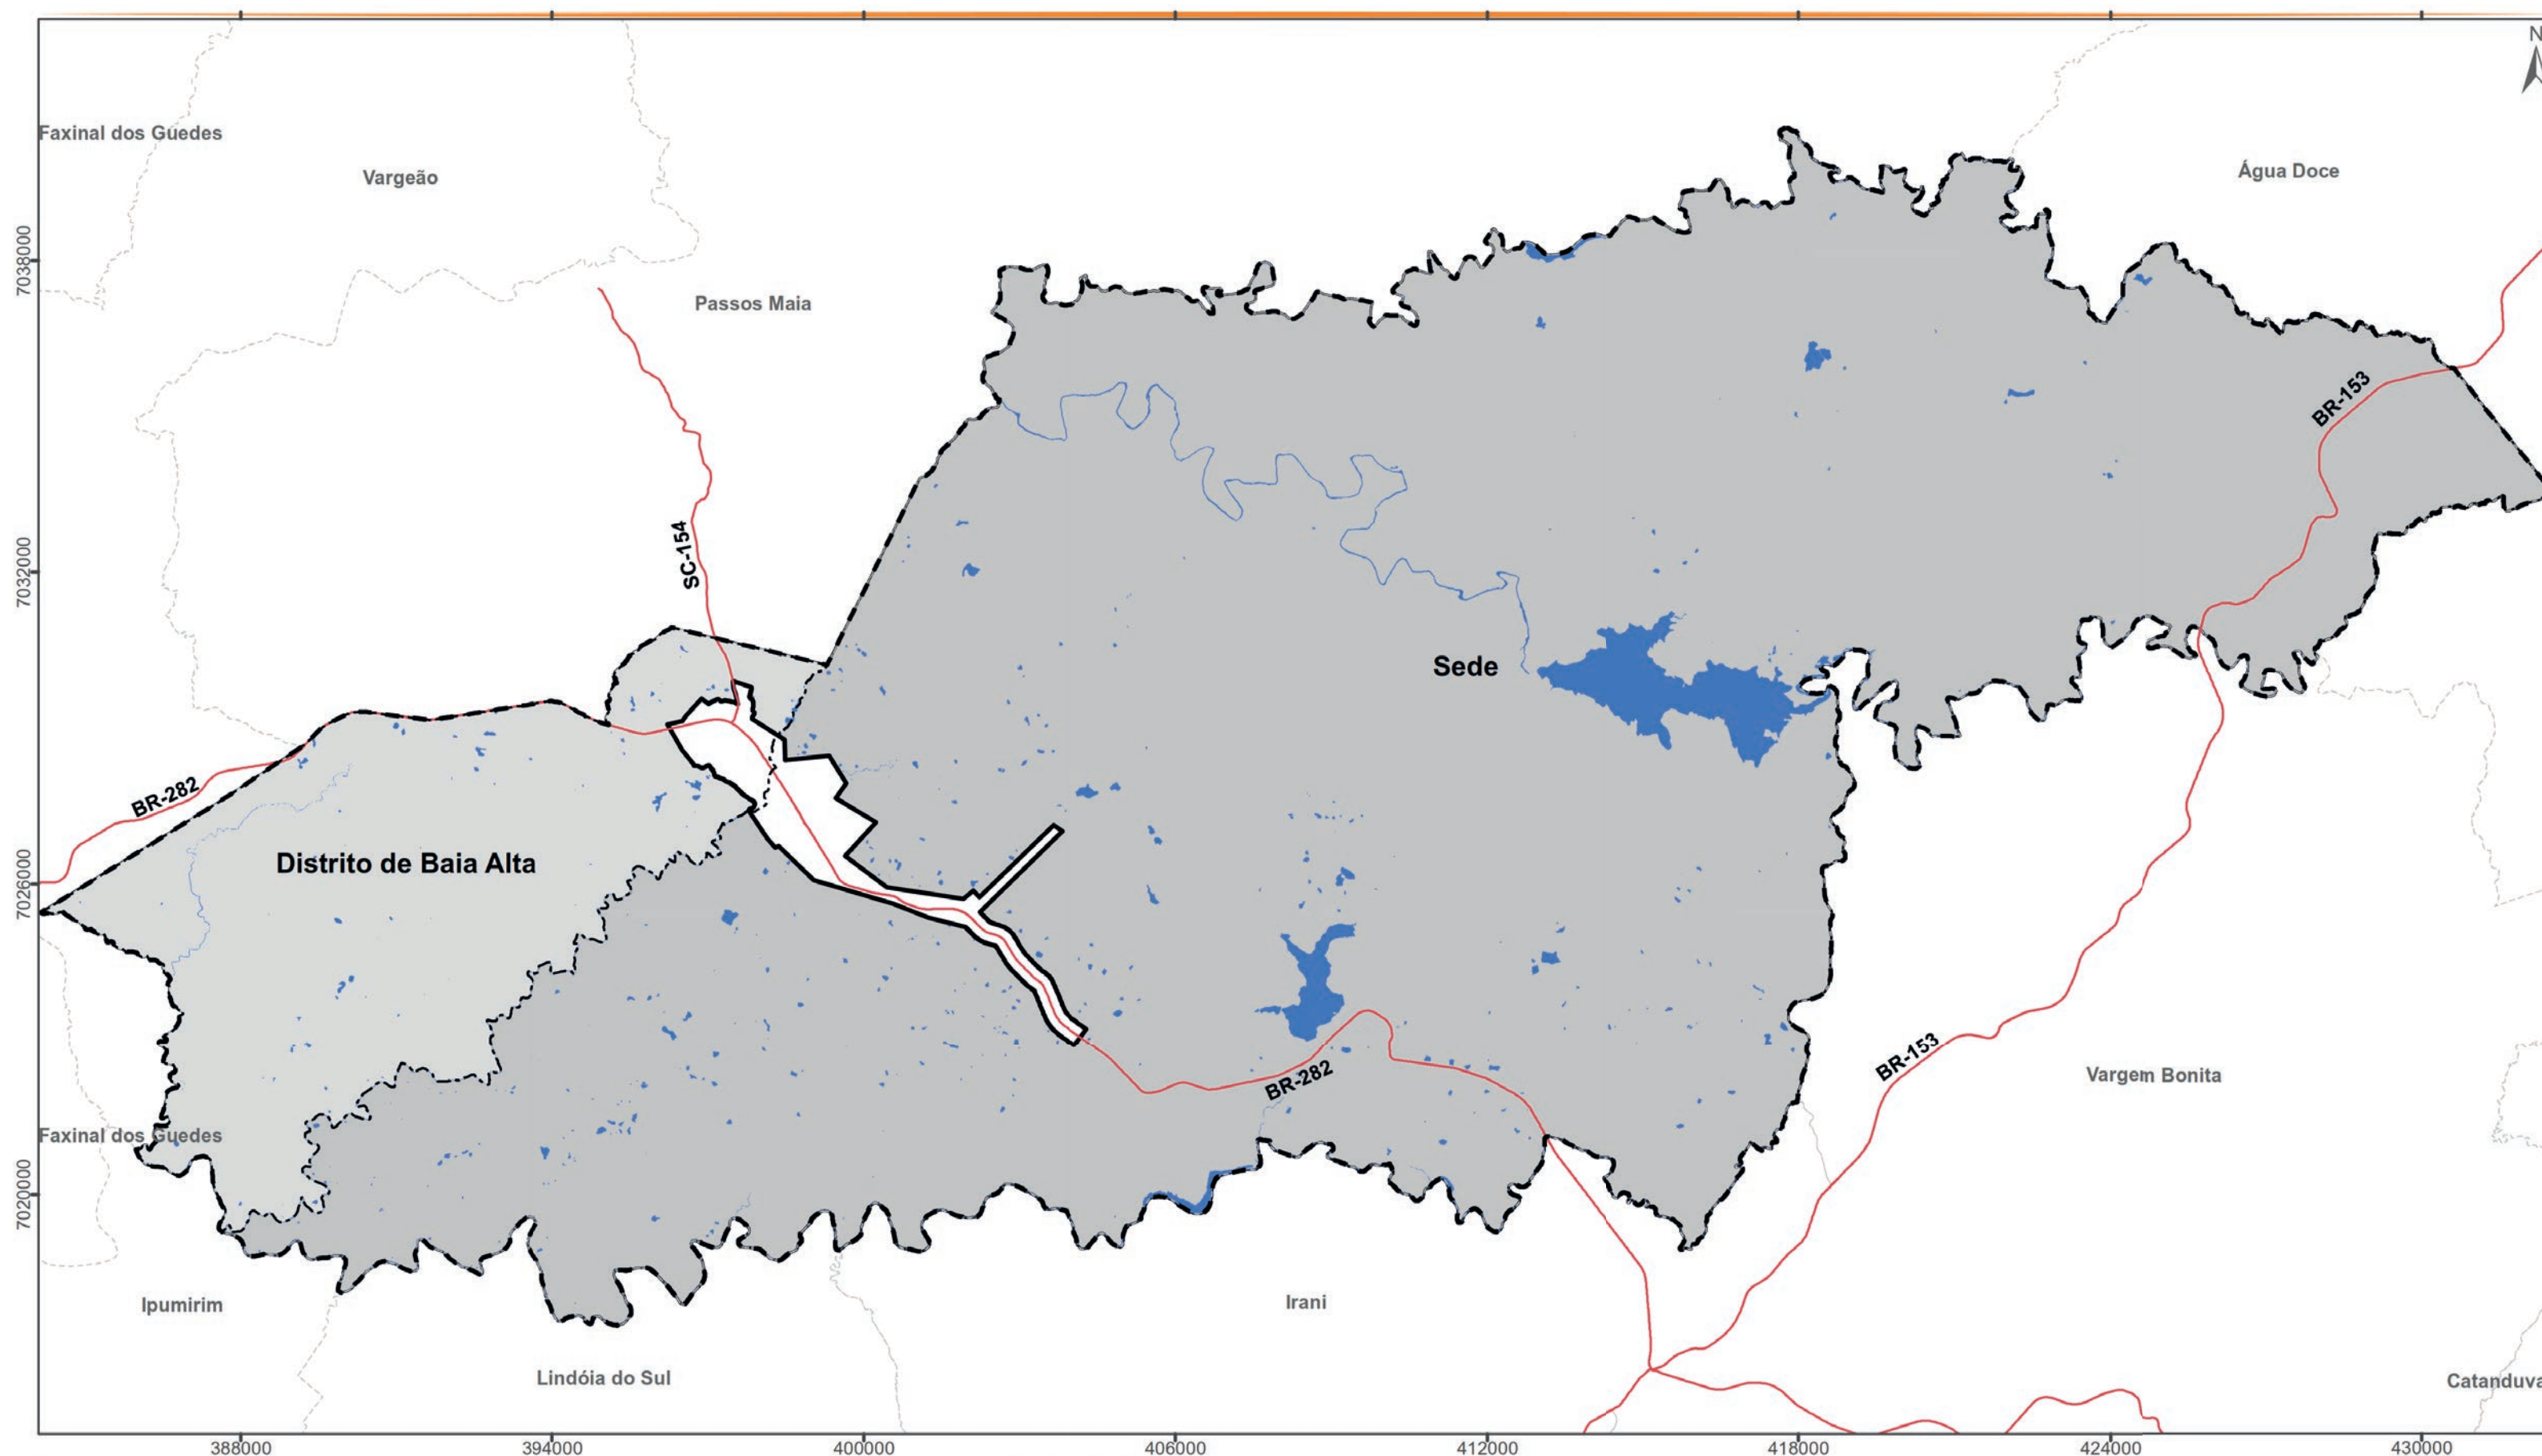 N
Faxinal dos Guedes
Vargeão
Água Doce
7038000
Passos Maia
BR-153
SC-154
7032000
Sede
BR-282
Distrito de Baia Alta
7026000
BR-153
BR-282
Vargem Bonita
Faxinal dos Guedes
7020000
Ipumirim
Irani
Lindóia do Sul
Catanduva
388000
394000
400000
406000
412000
418000
424000
430000